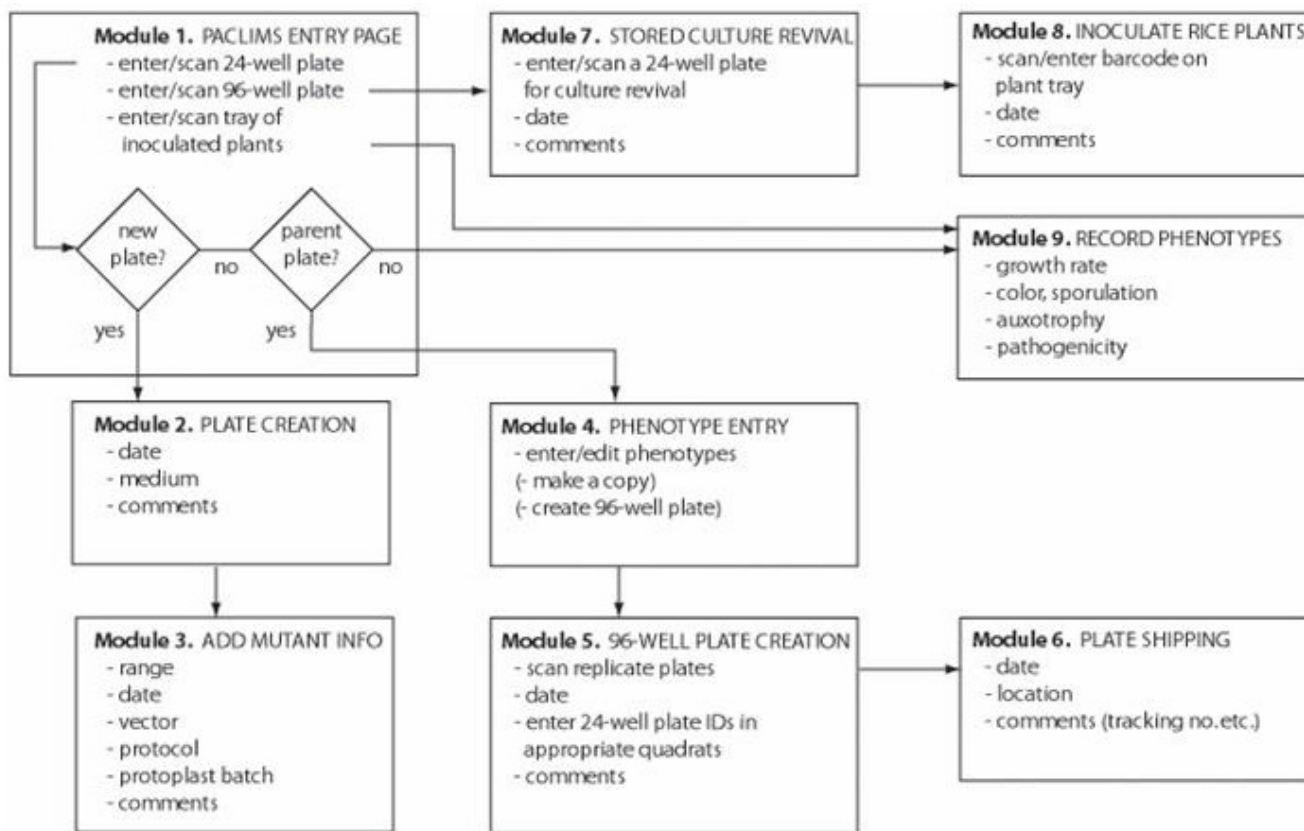 Module 1. PACLIMS ENTRY PAGE
- enter/scan 24-well plate
- enter/scan 96-well plate
- enter/scan tray of
inoculated plants
new
plate?
no
parent
plate?
no
yes
yes
Module 7. STORED CULTURE REVIVAL
- enter/scan a 24-well plate
for culture revival
- date
- comments
Module 8. INOCULATE RICE PLANTS
- scan/enter barcode on
plant tray
- date
- comments
Module 9. RECORD PHENOTYPES
- growth rate
- color, sporulation
- auxotrophy
- pathogenicity
Module 2. PLATE CREATION
- date
- medium
- comments
Module 4. PHENOTYPE ENTRY
- enter/edit phenotypes
(- make a copy)
(- create 96-well plate)
Module 3. ADD MUTANT INFO
- range
- date
- vector
- protocol
- protoplast batch
- comments
Module 5. 96-WELL PLATE CREATION
- scan replicate plates
- date
- enter 24-well plate IDs in
appropriate quadrats
- comments
Module 6. PLATE SHIPPING
- date
- location
- comments (tracking no.etc.)